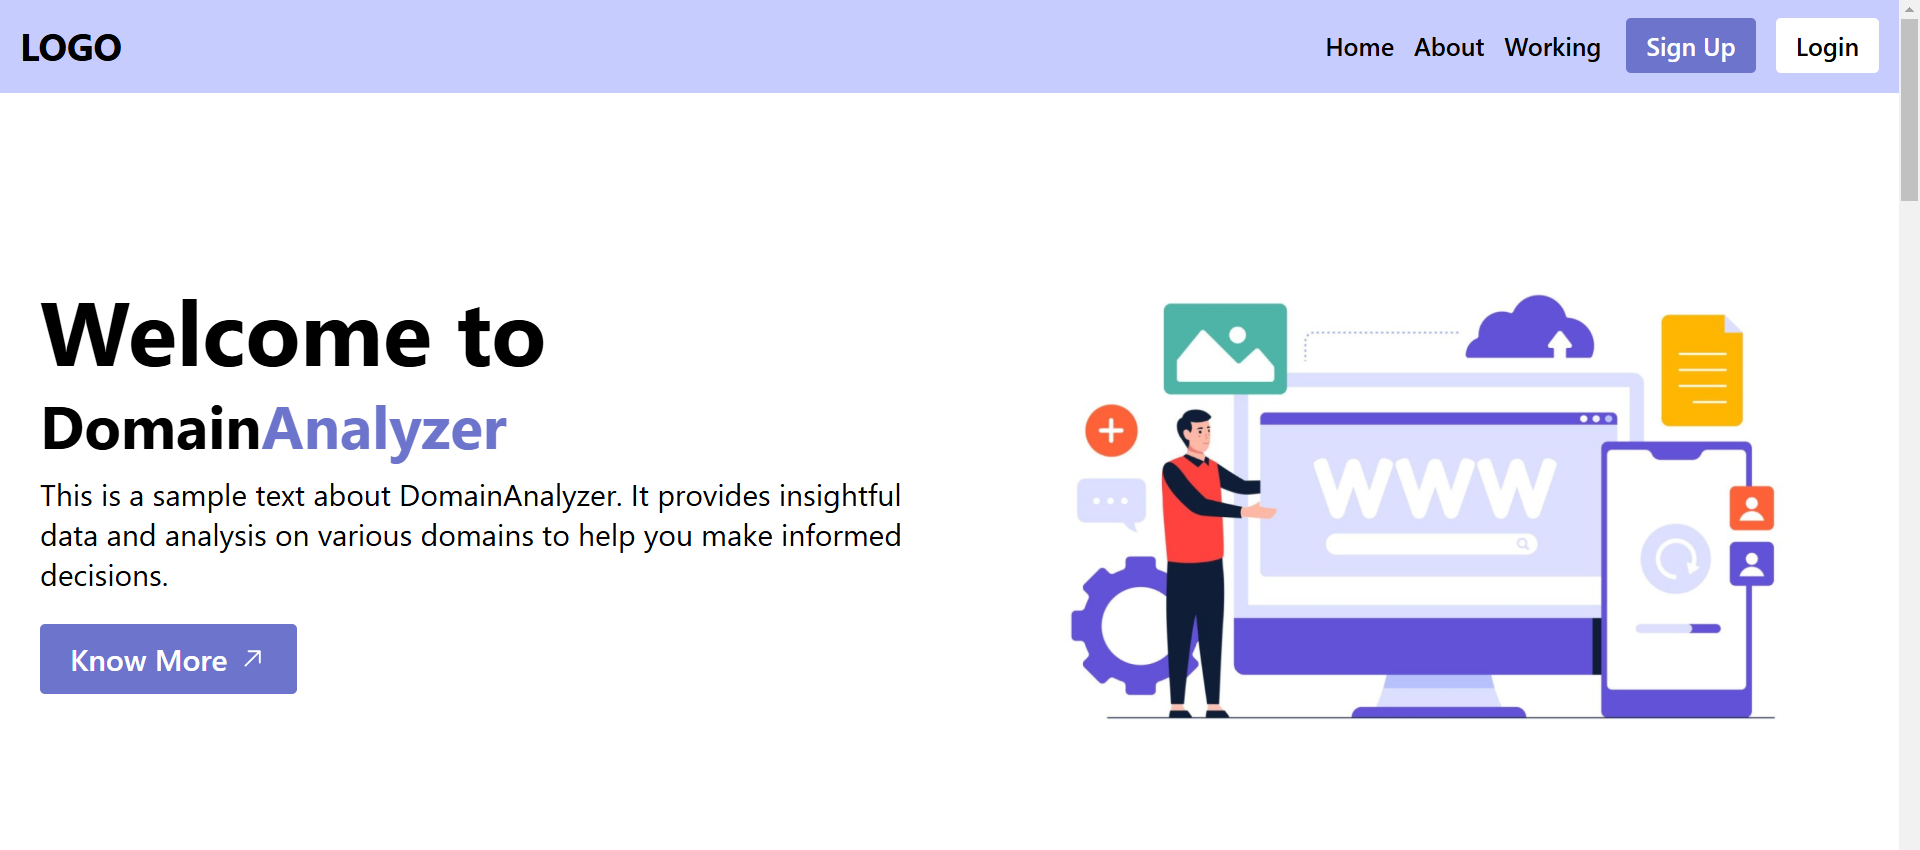 LOGO
Home About Working Sign Up Login
Welcome to
DomainAnalyzer
This is a sample text about DomainAnalyzer. It provides insightful
data and analysis on various domains to help you make informed
decisions.
Know More
WWW